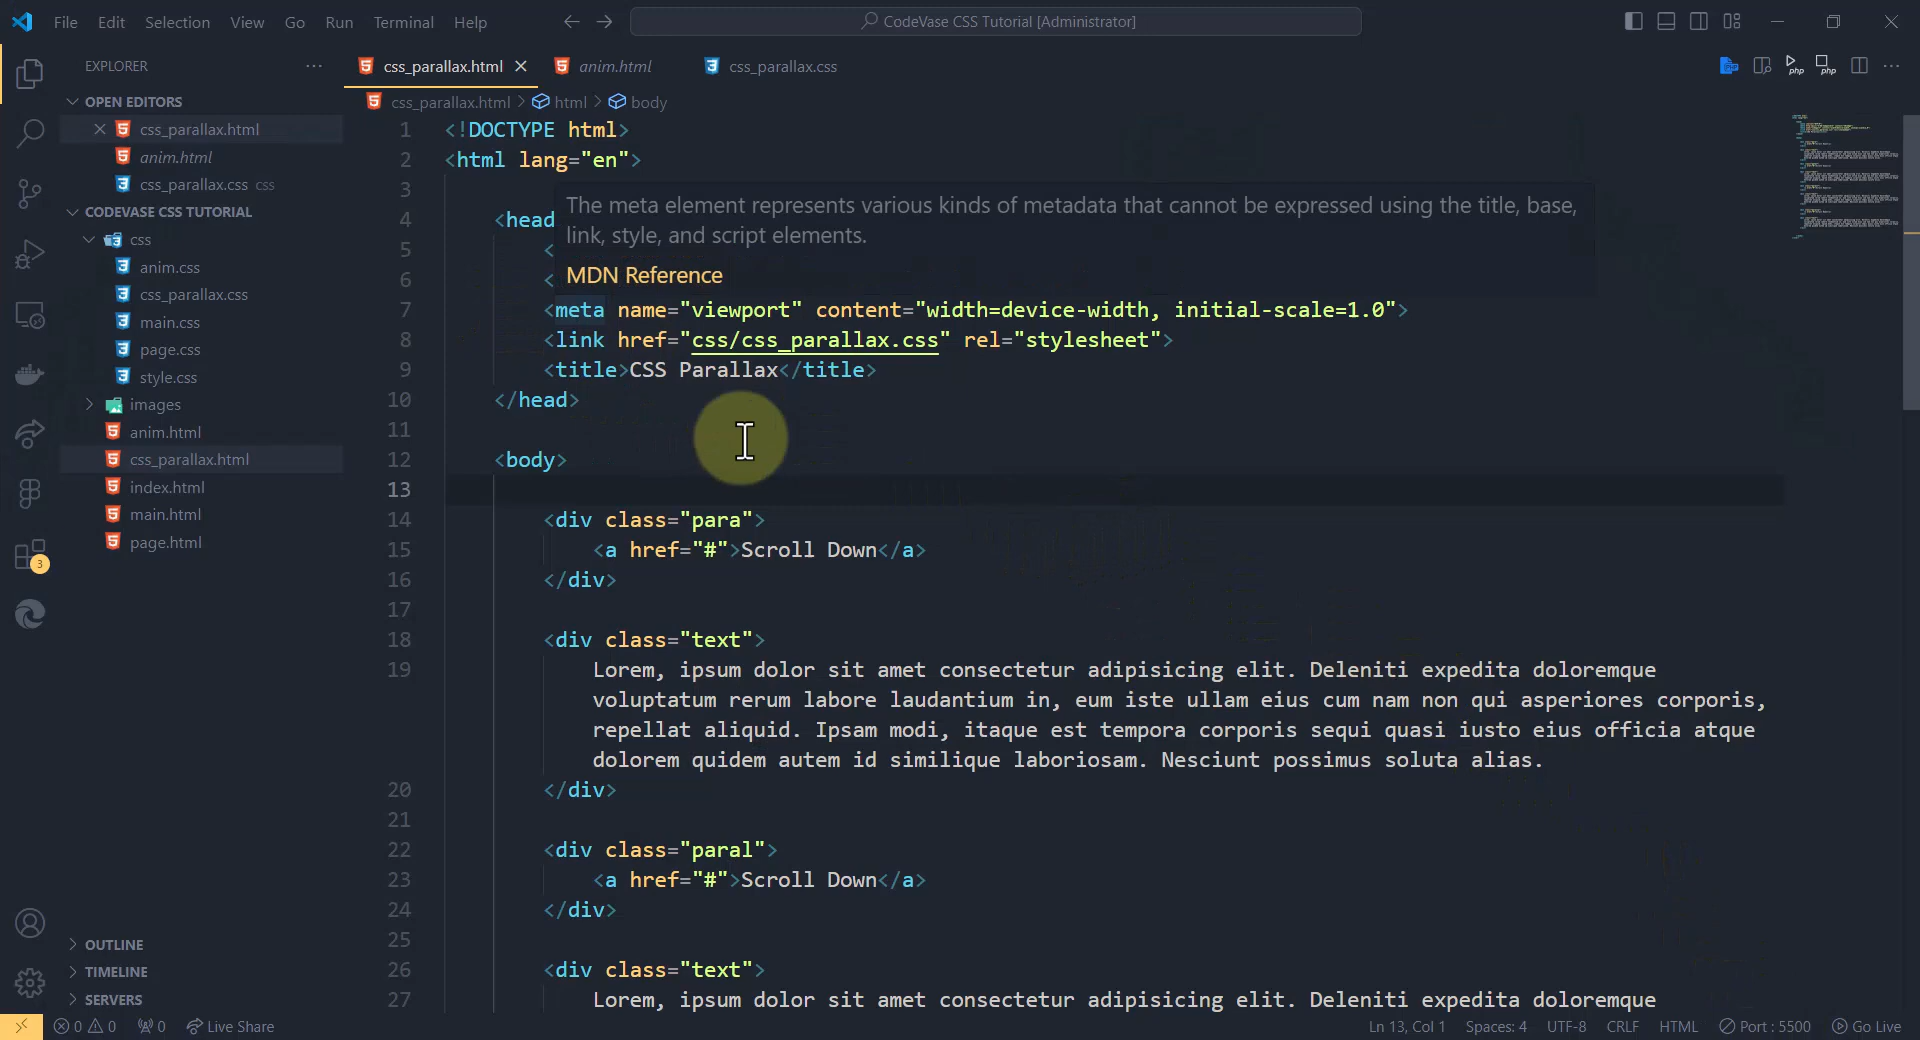 File Edit Selection View Go Run Terminal Help
CodeVase CSS Tutorial [Administrator]
EXPLORER
OPEN EDITORS
css_parallax.html
anim.html
css_parallax.css css
CODEVASE CSS TUTORIAL
css
anim.css
css_parallax.css
main.css
page.css
style.css
images
anim.html
css_parallax.html
index.html
main.html
page.html
3
OUTLINE
TIMELINE
SERVERS
css_parallax.html anim.html css_parallax.css
php php
css_parallax.html > html > body
1 <!DOCTYPE html>
2 <html lang="en">
3
4 <head
The meta element represents various kinds of metadata that cannot be expressed using the title, base,
link, style, and script elements.
MDN Reference
5 <
6 <
7 <meta name="viewport" content="width=device-width, initial-scale=1.0">
8 <link href="css/css_parallax.css" rel="stylesheet">
9 <title>CSS Parallax</title>
10 </head>
11
12 <body>
13
14 <div class="para">
15 <a href="#">Scroll Down</a>
16 </div>
17
18 <div class="text">
19 Lorem, ipsum dolor sit amet consectetur adipisicing elit. Deleniti expedita doloremque
voluptatum rerum labore laudantium in, eum iste ullam eius cum nam non qui asperiores corporis,
repellat aliquid. Ipsam modi, itaque est tempora corporis sequi quasi iusto eius officia atque
dolorem quidem autem id similique laboriosam. Nesciunt possimus soluta alias.
20 </div>
21
22 <div class="paral">
23 <a href="#">Scroll Down</a>
24 </div>
25
26 <div class="text">
27 Lorem, ipsum dolor sit amet consectetur adipisicing elit. Deleniti expedita doloremque
0 0 0 Live Share
Ln 13, Col 1 Spaces: 4 UTF-8 CRLF HTML Port : 5500 Go Live